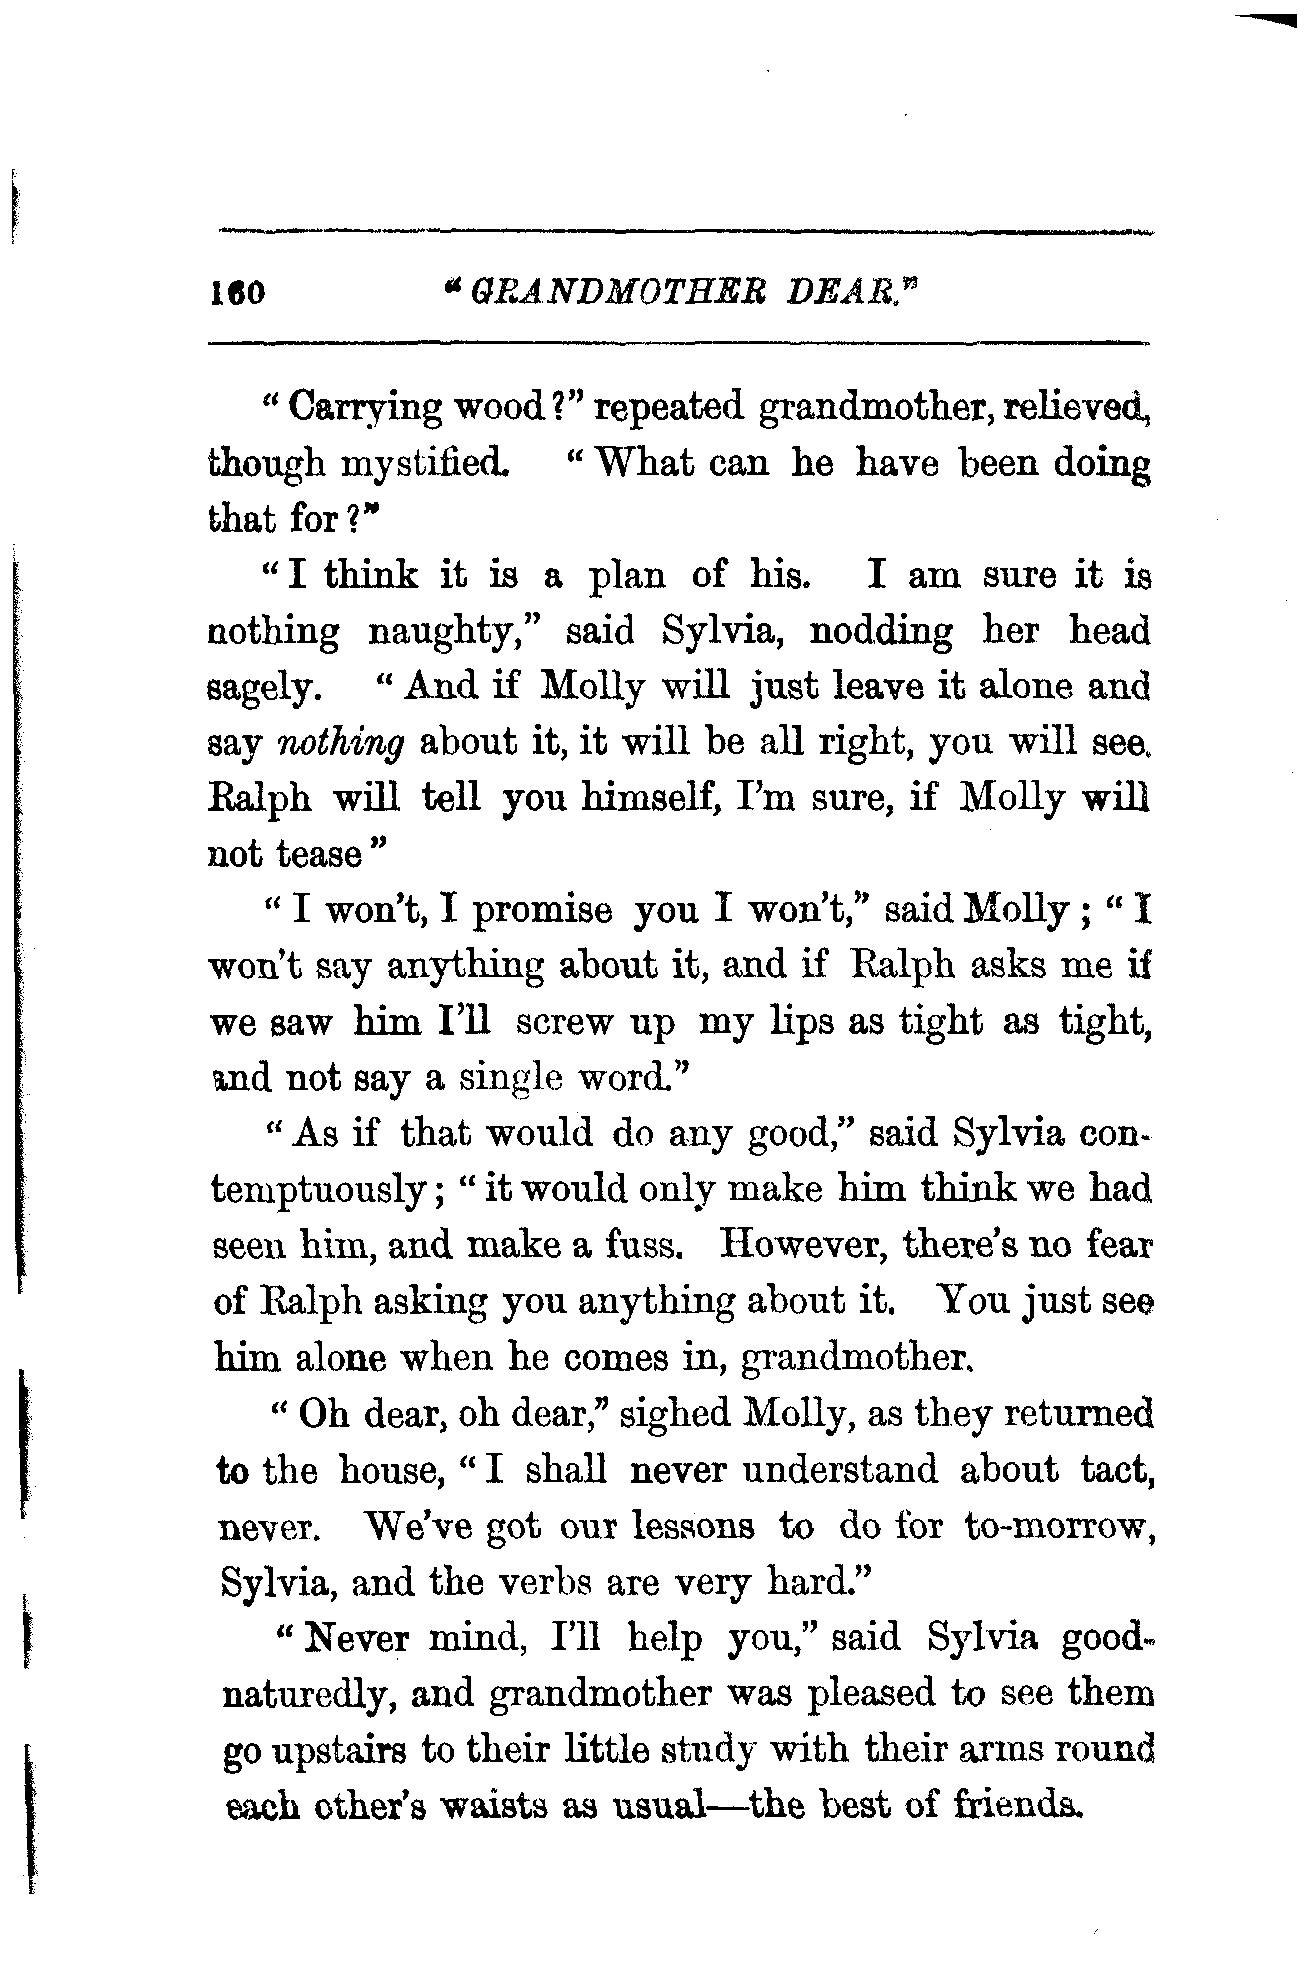 160 "GRANDMOTHER DEAR."
"Carrying wood?" repeated grandmother, relieved,
though mystified. "What can he have been doing
that for?"
"I think it is a plan of his. I am sure it is
nothing naughty," said Sylvia, nodding her head
sagely. "And if Molly will just leave it alone and
say nothing about it, it will be all right, you will see.
Ralph will tell you himself, I'm sure, if Molly will
not tease"
"I won't, I promise you I won't," said Molly; "I
won't say anything about it, and if Ralph asks me if
we saw him I'll screw up my lips as tight as tight,
and not say a single word."
"As if that would do any good," said Sylvia con-
temptuously; "it would only make him think we had
seen him, and make a fuss. However, there's no fear
of Ralph asking you anything about it. You just see
him alone when he comes in, grandmother.
"Oh dear, oh dear," sighed Molly, as they returned
to the house, "I shall never understand about tact,
never. We've got our lessons to do for to-morrow,
Sylvia, and the verbs are very hard."
"Never mind, I'll help you," said Sylvia good-
naturedly, and grandmother was pleased to see them
go upstairs to their little study with their arms round
each other's waists as usual—the best of friends.